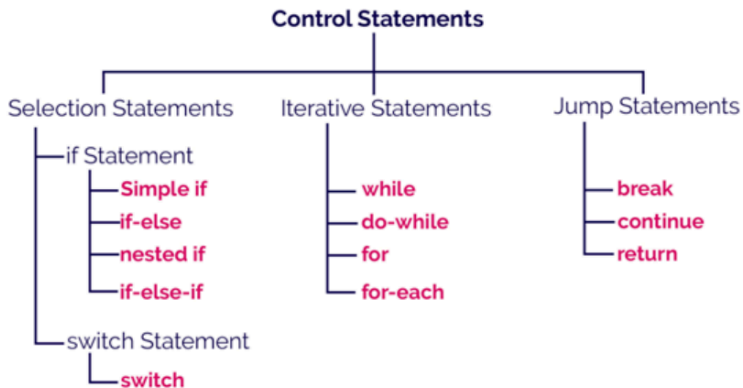 Control Statements
Selection Statements
if Statement
Simple if
if-else
nested if
if-else-if
switch Statement
switch
Iterative Statements
while
do-while
for
for-each
Jump Statements
break
continue
return